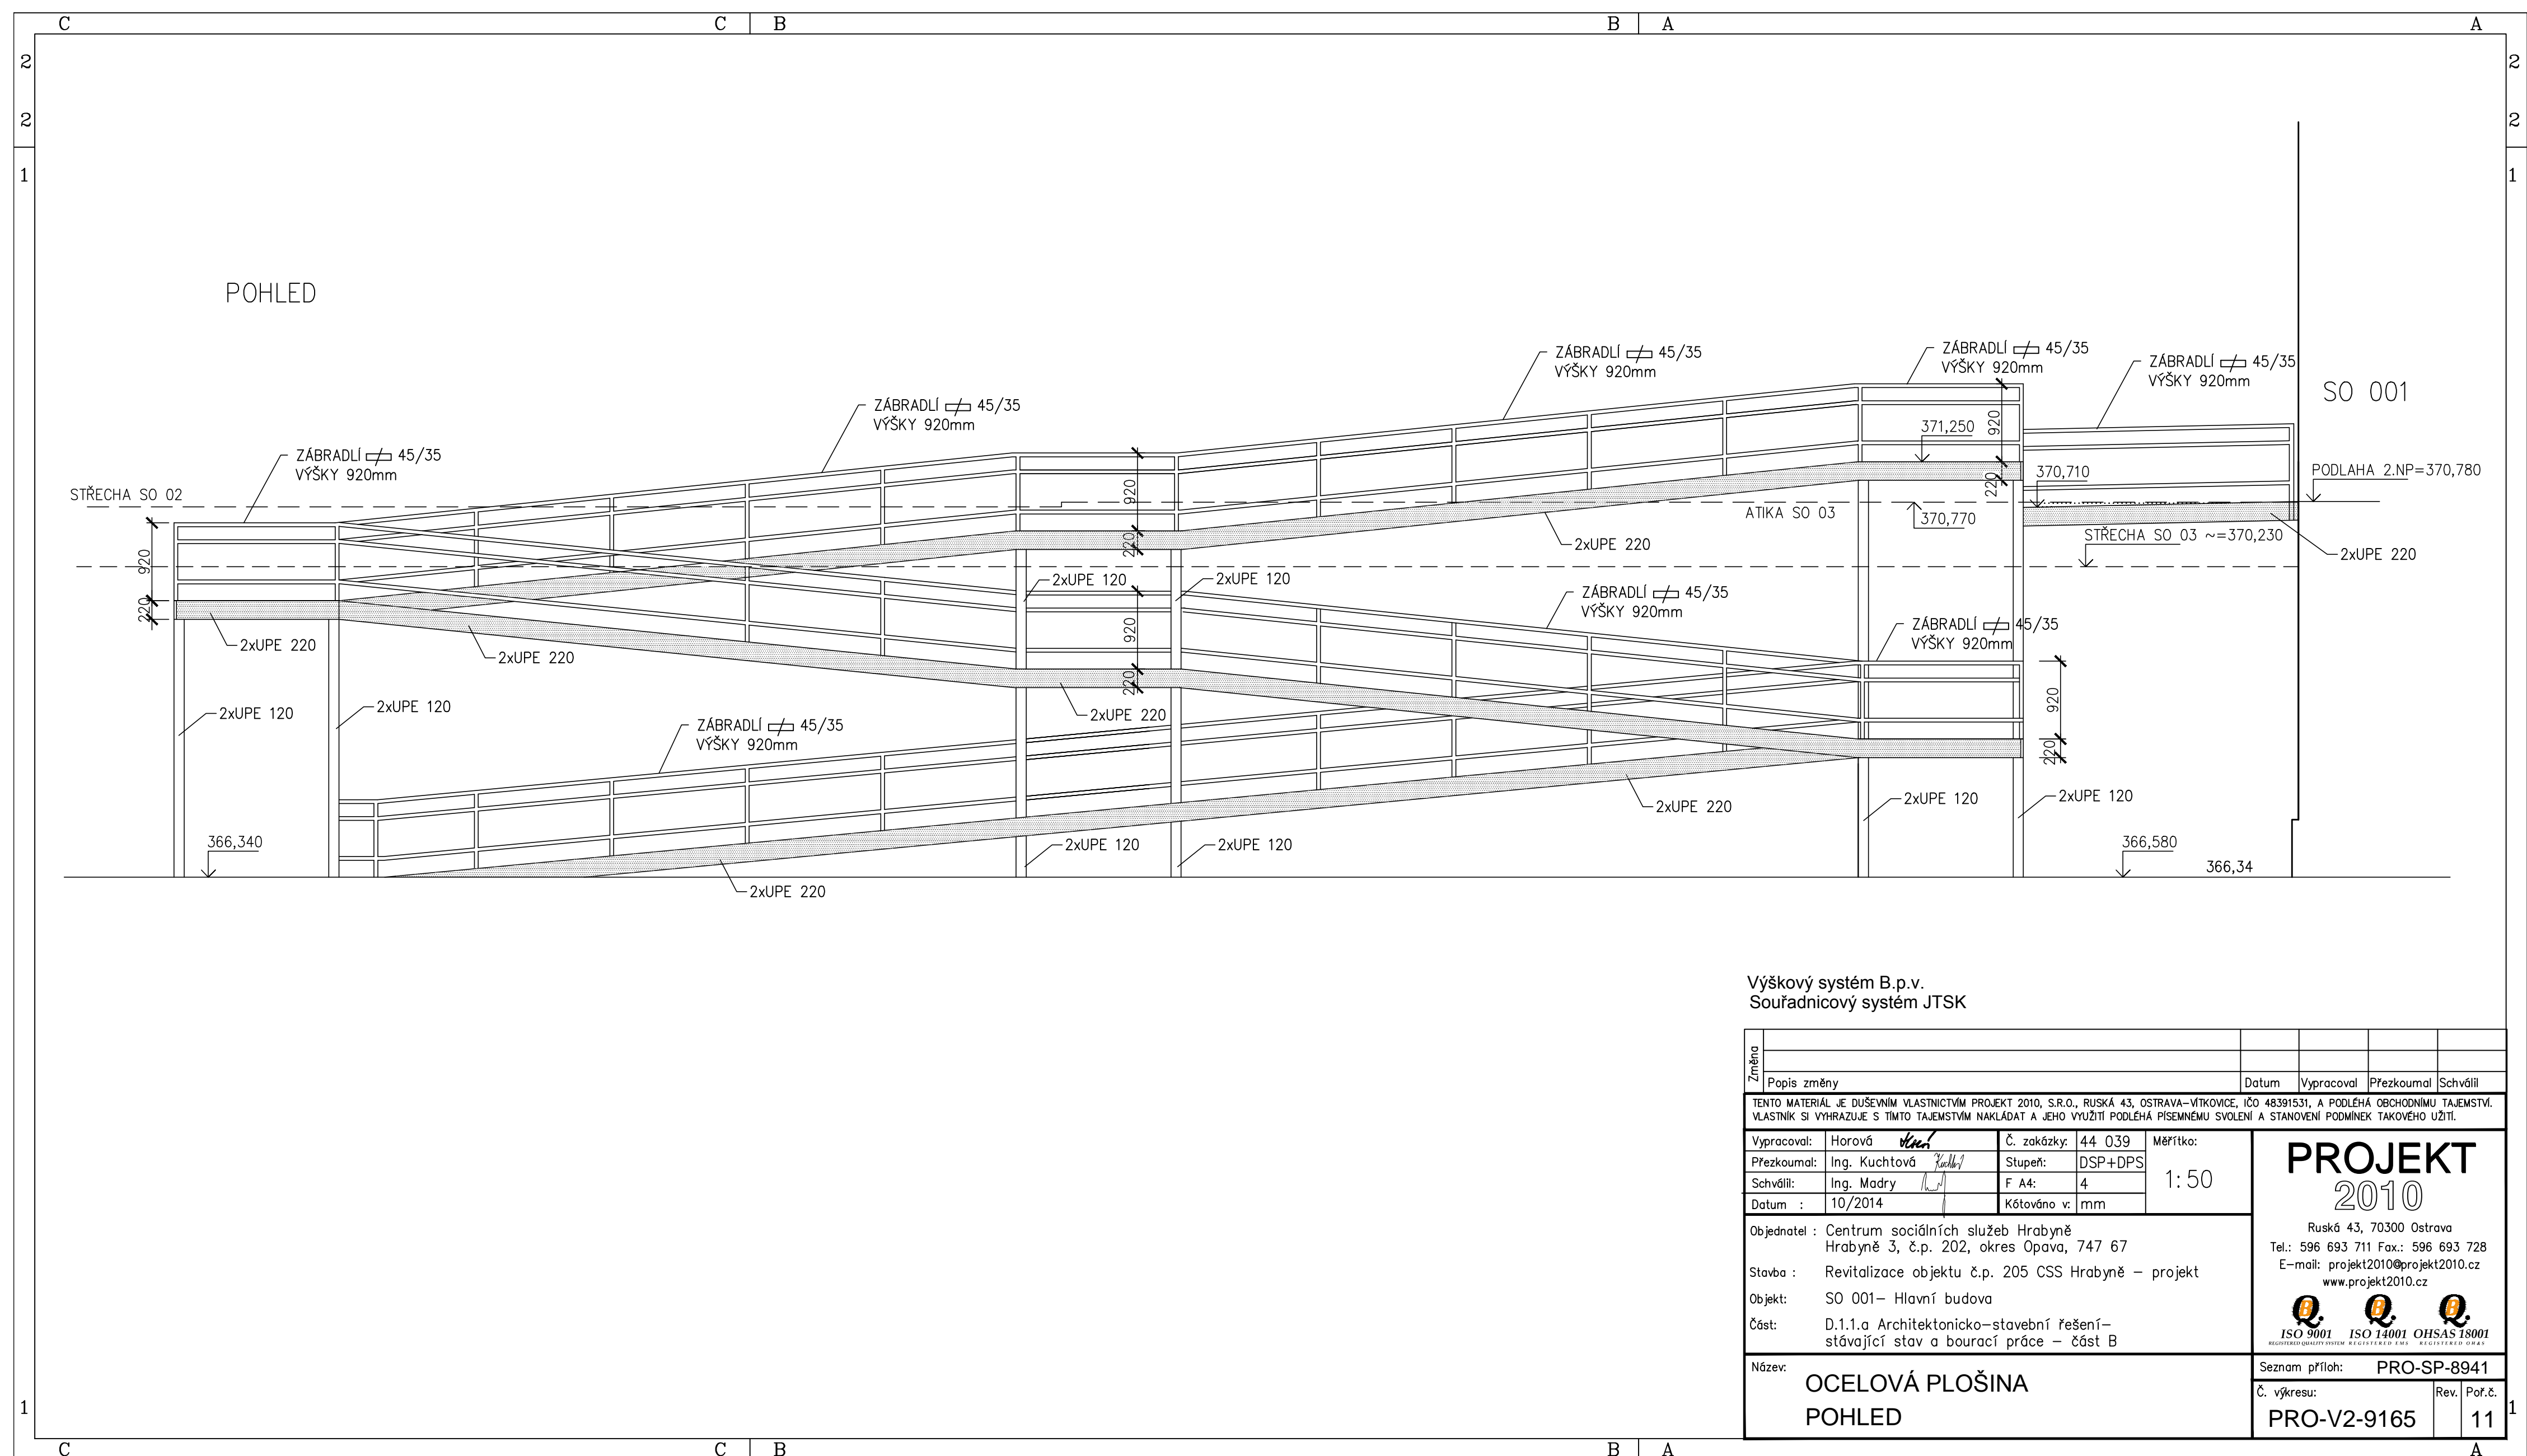 C C B B A A
2 2
2 2
1 1
POHLED
ZÁBRADLÍ 45/35
VÝŠKY 920mm
ZÁBRADLÍ 45/35
VÝŠKY 920mm
ZÁBRADLÍ 45/35
VÝŠKY 920mm
SO 001
ZÁBRADLÍ 45/35
VÝŠKY 920mm
371,250
920
ZÁBRADLÍ 45/35
VÝŠKY 920mm
370,710
PODLAHA 2.NP=370,780
STŘECHA SO 02
920
220
ATIKA SO 03
370,770
220
STŘECHA SO 03 ~=370,230
2xUPE 220
2xUPE 220
920
220
2xUPE 120
2xUPE 120
ZÁBRADLÍ 45/35
VÝŠKY 920mm
920
220
ZÁBRADLÍ 45/35
VÝŠKY 920mm
2xUPE 220
2xUPE 220
920
220
2xUPE 120
2xUPE 120
2xUPE 220
ZÁBRADLÍ 45/35
VÝŠKY 920mm
2xUPE 220
2xUPE 120
2xUPE 120
366,340
2xUPE 120
2xUPE 120
366,580
366,34
2xUPE 220
Výškový systém B.p.v.
Souřadnicový systém JTSK
Změna
Popis změny Datum Vypracoval Přezkoumal Schválil
TENTO MATERIÁL JE DUŠEVNÍM VLASTNICTVÍM PROJEKT 2010, S.R.O., RUSKÁ 43, OSTRAVA-VÍTKOVICE, IČO 48391531, A PODLÉHÁ OBCHODNÍMU TAJEMSTVÍ.
VLASTNÍK SI VYHRAZUJE S TÍMTO TAJEMSTVÍM NAKLÁDAT A JEHO VYUŽITÍ PODLÉHÁ PÍSEMNÉMU SVOLENÍ A STANOVENÍ PODMÍNEK TAKOVÉHO UŽITÍ.
Vypracoval: Horová Č. zakázky: 44 039 Měřítko:
Přezkoumal: Ing. Kuchtová Stupeň: DSP+DPS
Schválil: Ing. Madry F A4: 4 1:50
Datum : 10/2014 Kótováno v: mm
PROJEKT
2010
Ruská 43, 70300 Ostrava
Tel.: 596 693 711 Fax.: 596 693 728
E-mail: projekt2010@projekt2010.cz
www.projekt2010.cz
ISO 9001 ISO 14001 OHSAS 18001
REGISTERED QUALITY SYSTEM REGISTERED EMS REGISTERED OH&S
Objednatel : Centrum sociálních služeb Hrabyně
Hrabyně 3, č.p. 202, okres Opava, 747 67
Stavba : Revitalizace objektu č.p. 205 CSS Hrabyně - projekt
Objekt: SO 001- Hlavní budova
Část: D.1.1.a Architektonicko-stavební řešení-
stávající stav a bourací práce - část B
Název:
OCELOVÁ PLOŠINA
POHLED
Seznam příloh: PRO-SP-8941
Č. výkresu: Rev. Poř.č.
PRO-V2-9165 11
1 1
C C B B A A